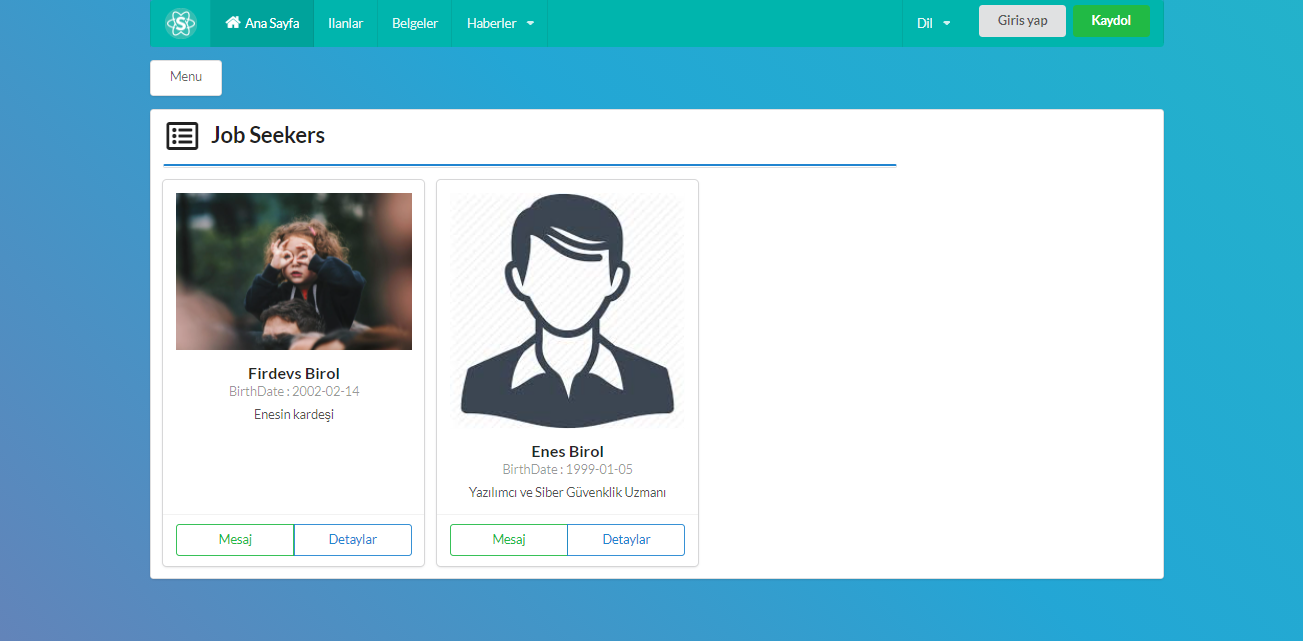 S
Ana Sayfa
Ilanlar
Belgeler
Haberler
Dil
Giris yap
Kaydol
Menu
Job Seekers
Firdevs Birol
BirthDate : 2002-02-14
Enesin kardeşi
Mesaj
Detaylar
Enes Birol
BirthDate : 1999-01-05
Yazılımcı ve Siber Güvenklik Uzmanı
Mesaj
Detaylar